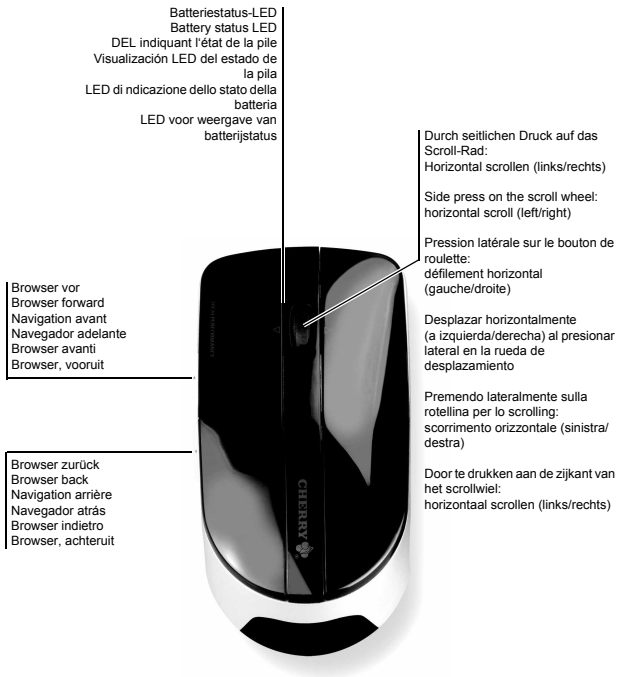 Batteriestatus-LED
Battery status LED
DEL indiquant l'état de la pile
Visualización LED del estado de
la pila
LED di ndicazione dello stato della
batteria
LED voor weergave van
batterijstatus
Durch seitlichen Druck auf das
Scroll-Rad:
Horizontal scrollen (links/rechts)
Side press on the scroll wheel:
horizontal scroll (left/right)
Pression latérale sur le bouton de
roulette:
défilement horizontal
(gauche/droite)
Desplazar horizontalmente
(a izquierda/derecha) al presionar
lateral en la rueda de
desplazamiento
Premendo lateralmente sulla
rotellina per lo scrolling:
scorrimento orizzontale (sinistra/
destra)
Door te drukken aan de zijkant van
het scrollwiel:
horizontaal scrollen (links/rechts)
Browser vor
Browser forward
Navigation avant
Navegador adelante
Browser avanti
Browser, vooruit
Browser zurück
Browser back
Navigation arrière
Navegador atrás
Browser indietro
Browser, achteruit
CHERRY